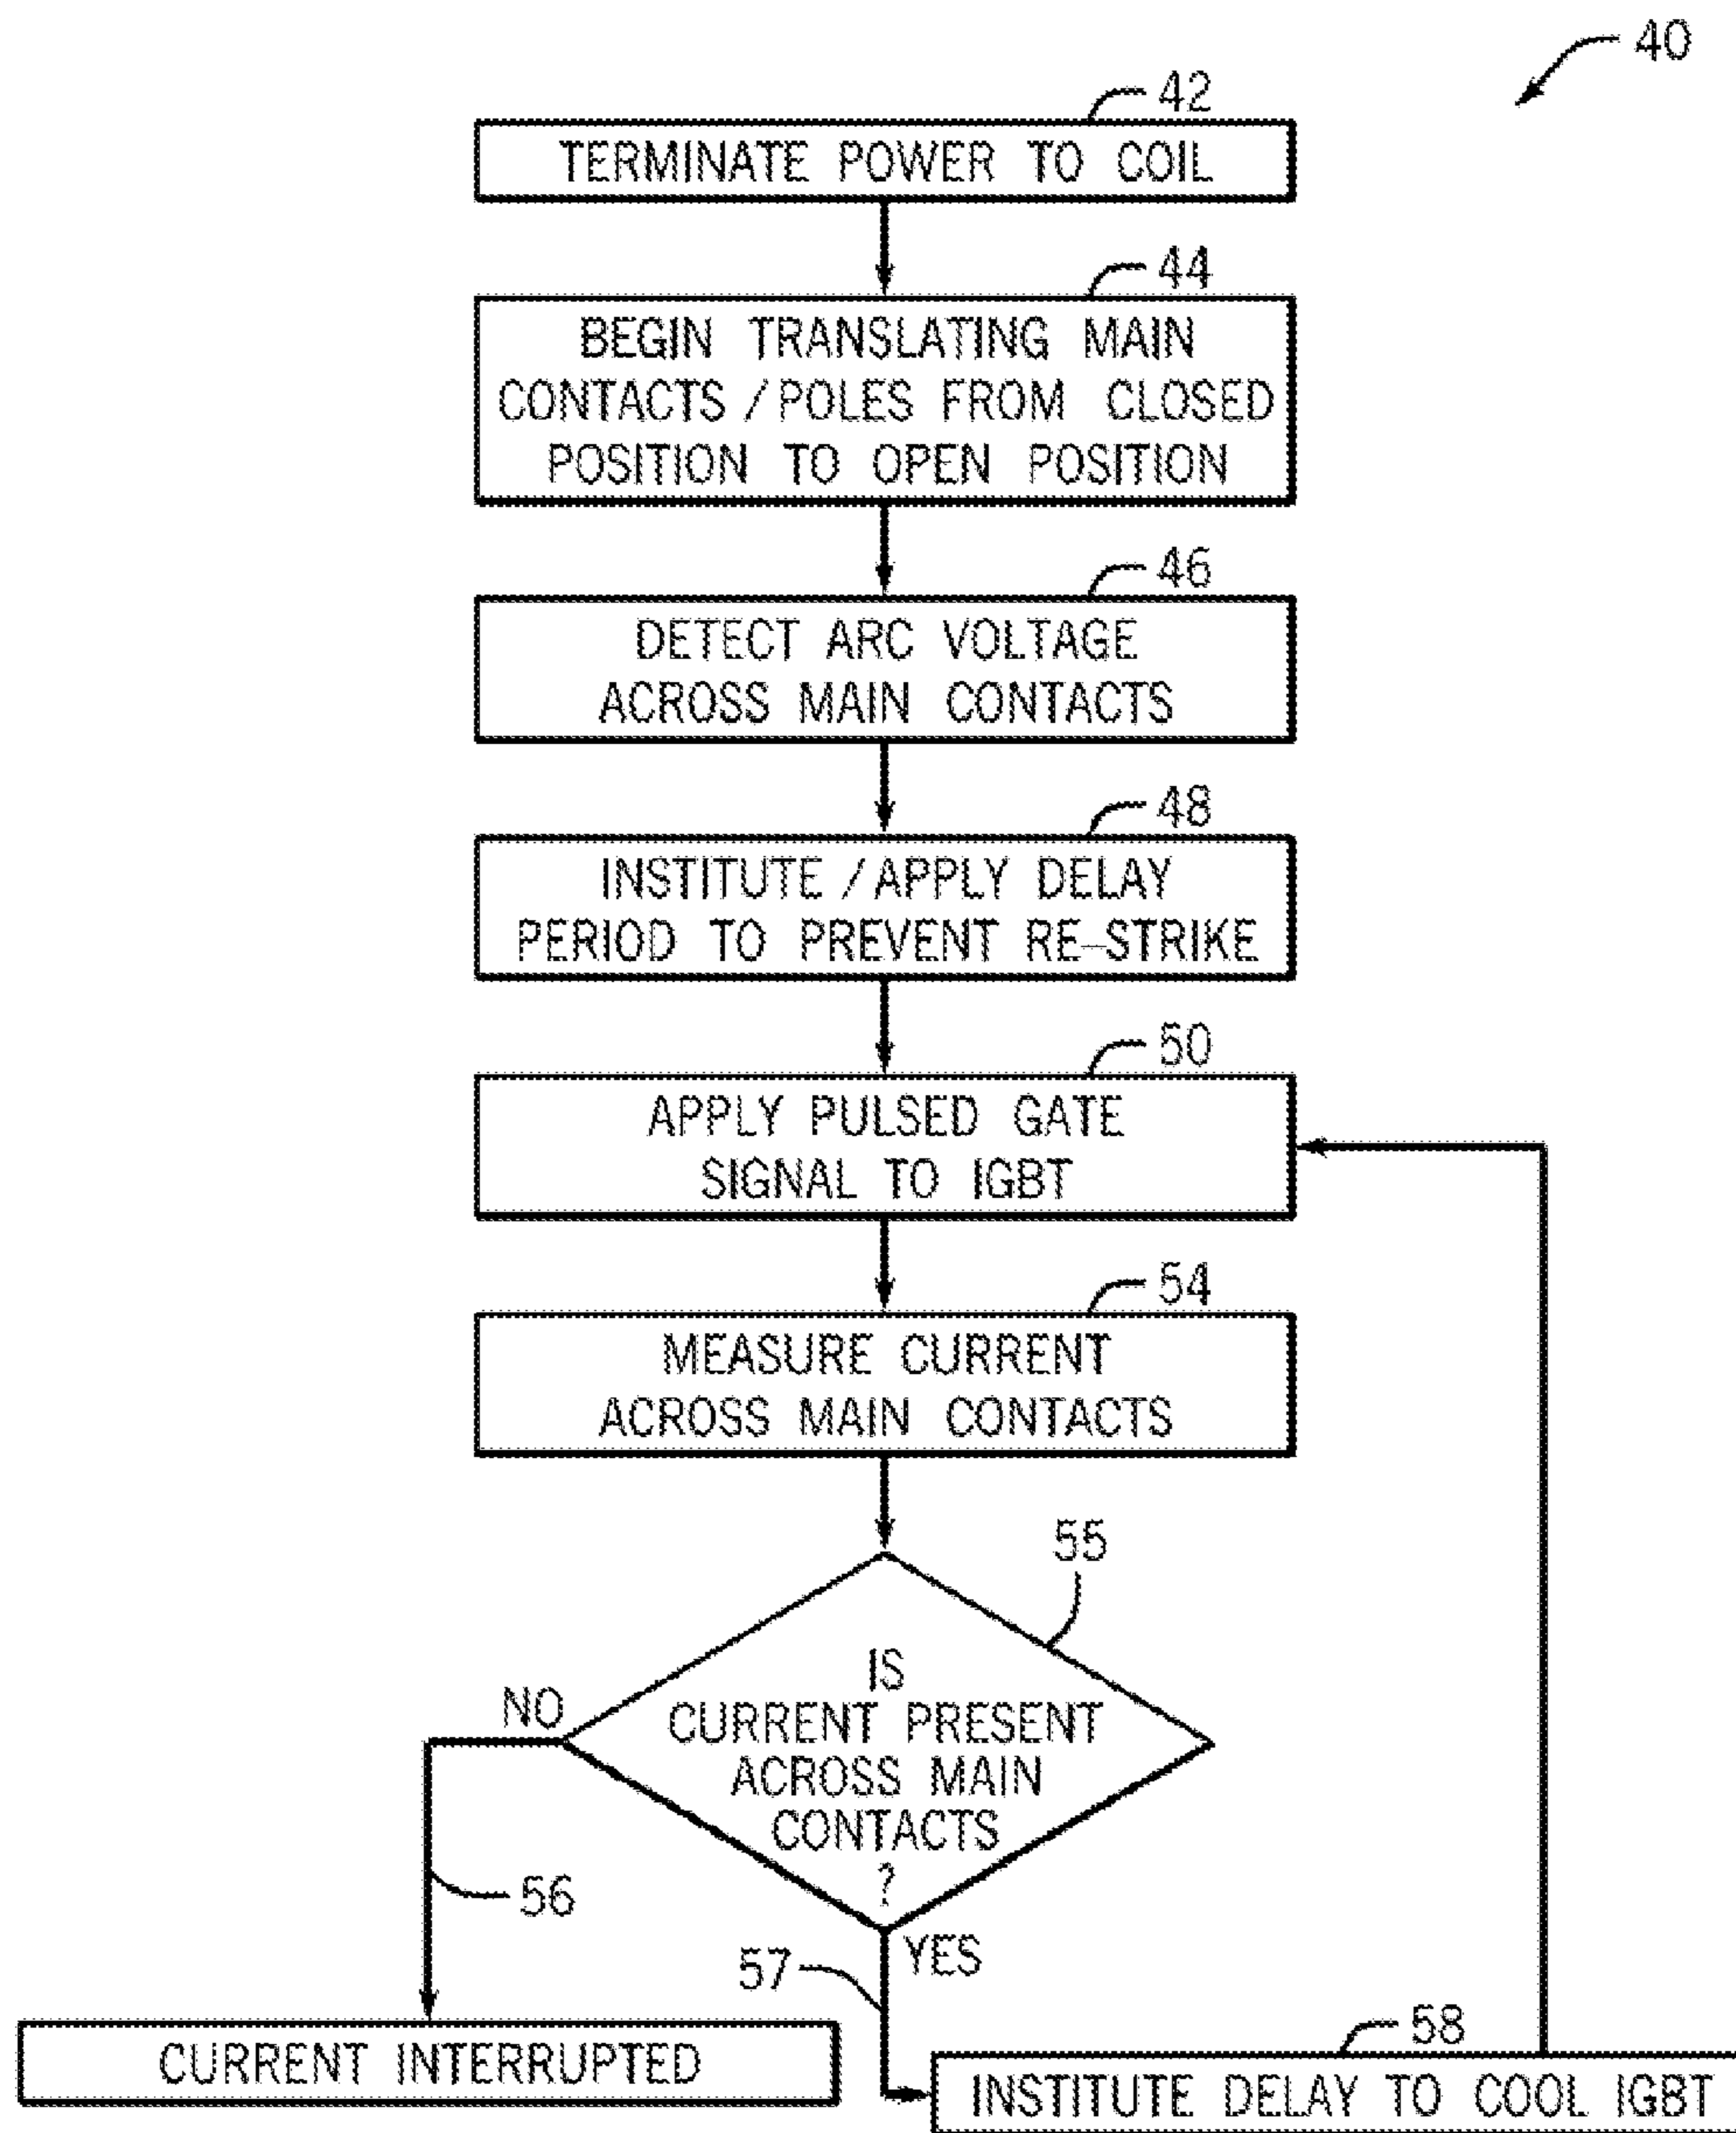 40
42
TERMINATE POWER TO COIL
44
BEGIN TRANSLATING MAIN
CONTACTS / POLES FROM CLOSED
POSITION TO OPEN POSITION
46
DETECT ARC VOLTAGE
ACROSS MAIN CONTACTS
48
INSTITUTE / APPLY DELAY
PERIOD TO PREVENT RE-STRIKE
50
APPLY PULSED GATE
SIGNAL TO IGBT
54
MEASURE CURRENT
ACROSS MAIN CONTACTS
55
IS
CURRENT PRESENT
ACROSS MAIN
CONTACTS
?
NO
56
YES
57
CURRENT INTERRUPTED
58
INSTITUTE DELAY TO COOL IGBT